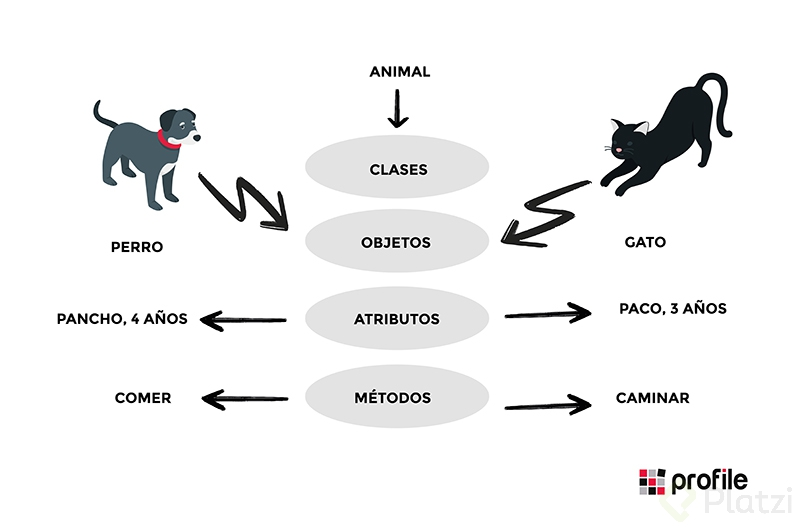 ANIMAL
CLASES
OBJETOS
PERRO
GATO
PANCHO, 4 AÑOS
ATRIBUTOS
PACO, 3 AÑOS
COMER
MÉTODOS
CAMINAR
profile
Platzi